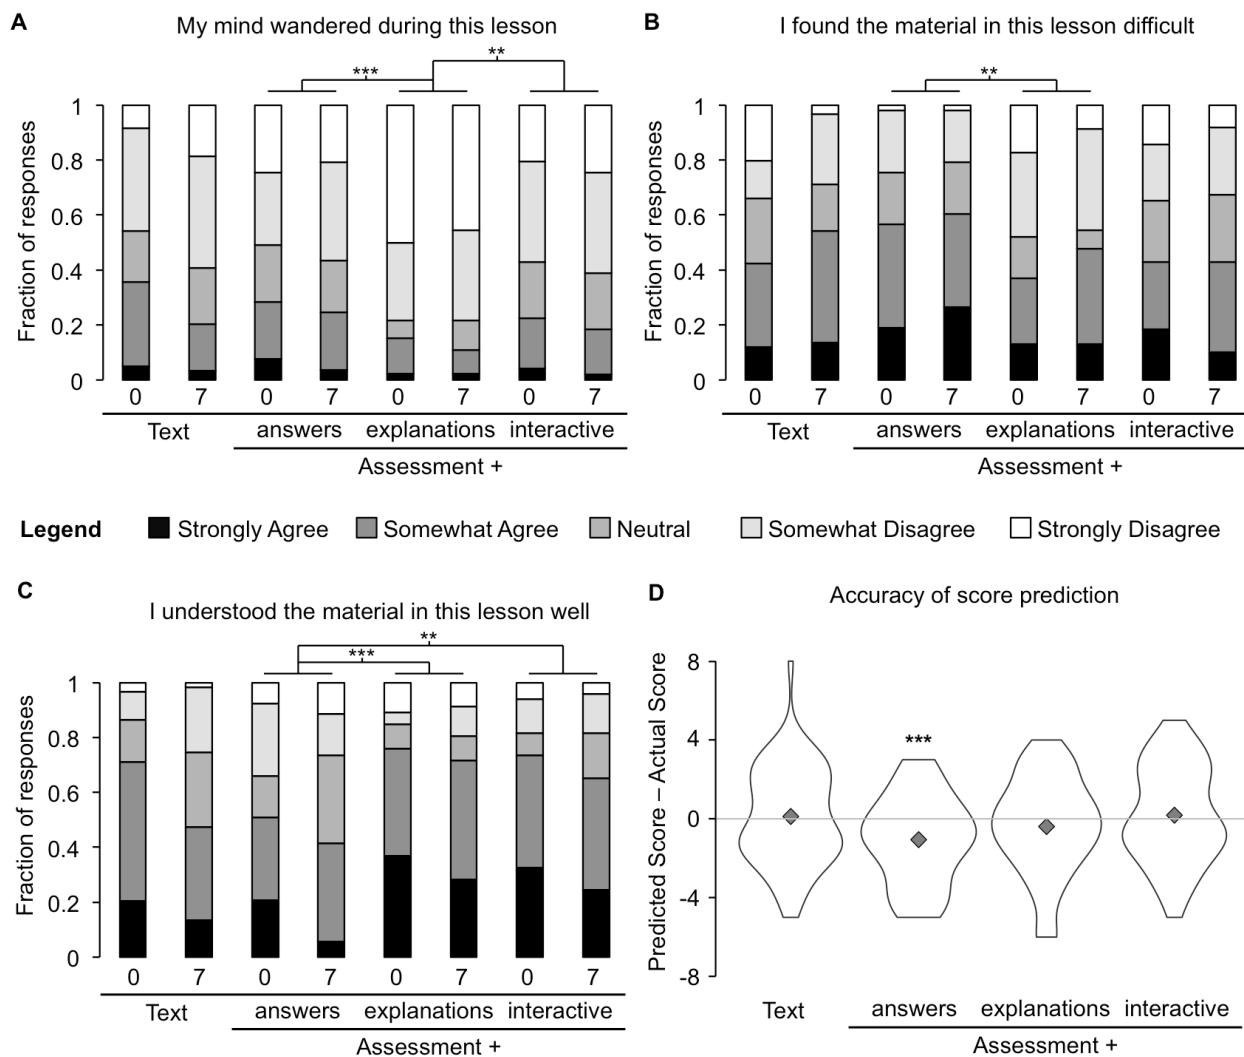 A
My mind wandered during this lesson
***
**
Fraction of responses
1
0.8
0.6
0.4
0.2
0
0 7 0 7 0 7 0 7
Text answers explanations interactive
Assessment +
B
I found the material in this lesson difficult
**
Fraction of responses
1
0.8
0.6
0.4
0.2
0
0 7 0 7 0 7 0 7
Text answers explanations interactive
Assessment +
Legend Strongly Agree Somewhat Agree Neutral Somewhat Disagree Strongly Disagree
C
I understood the material in this lesson well
**
***
Fraction of responses
1
0.8
0.6
0.4
0.2
0
0 7 0 7 0 7 0 7
Text answers explanations interactive
Assessment +
D
Accuracy of score prediction
Predicted Score – Actual Score
8
4
0
-4
-8
***
Text answers explanations interactive
Assessment +